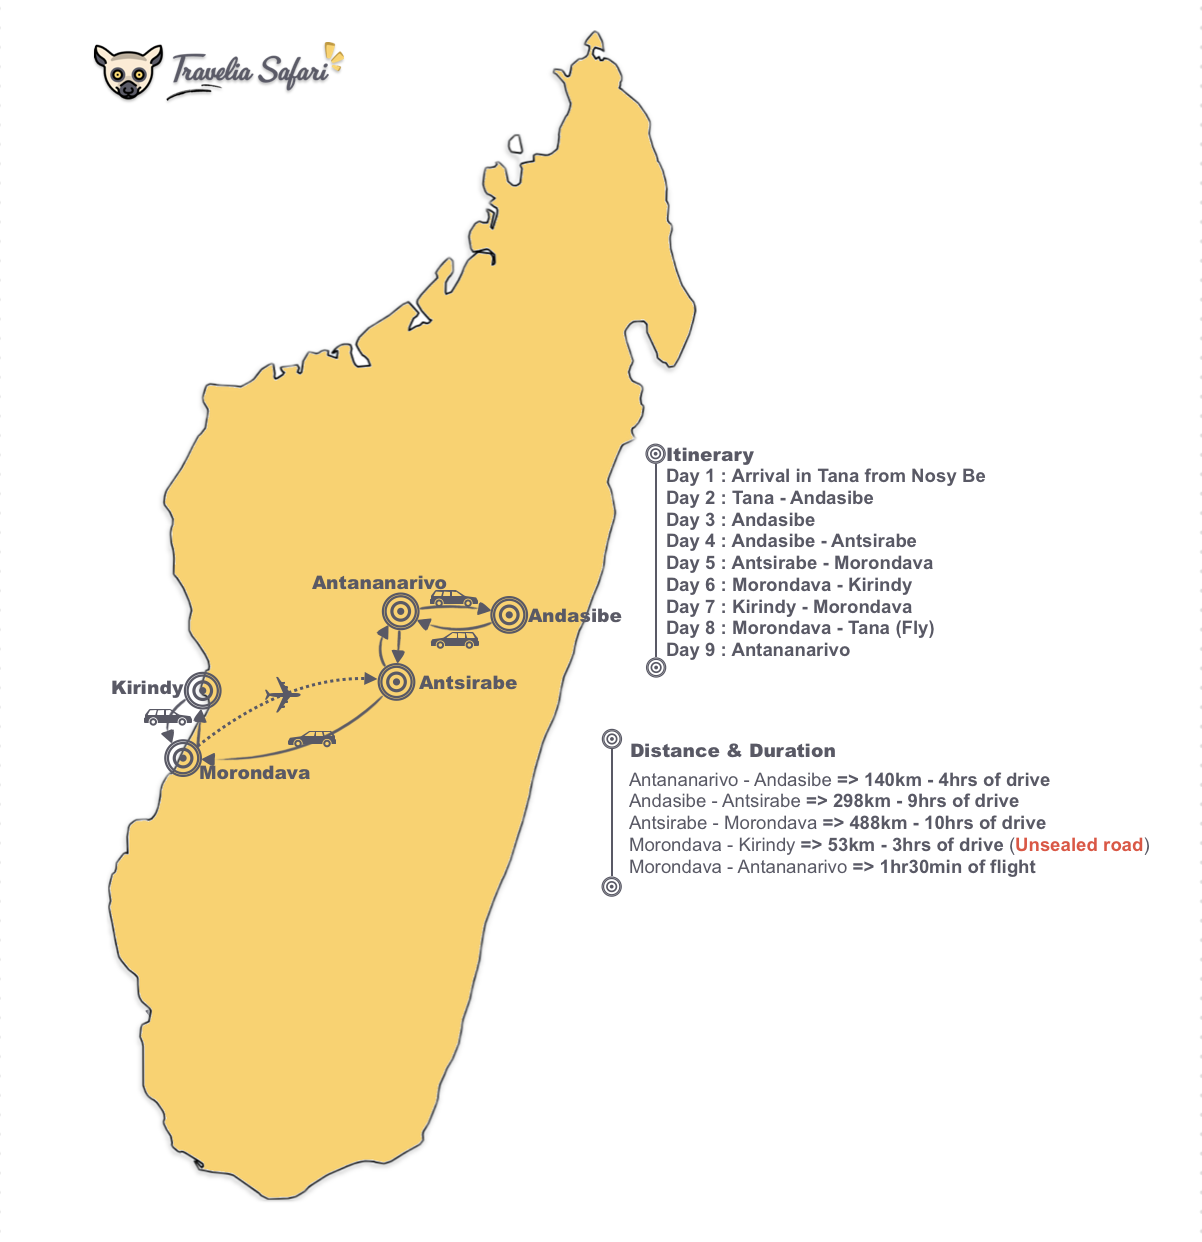 Travelia Safari
Antananarivo
Andasibe
Kirindy
Antsirabe
Morondava
Itinerary
Day 1 : Arrival in Tana from Nosy Be
Day 2 : Tana - Andasibe
Day 3 : Andasibe
Day 4 : Andasibe - Antsirabe
Day 5 : Antsirabe - Morondava
Day 6 : Morondava - Kirindy
Day 7 : Kirindy - Morondava
Day 8 : Morondava - Tana (Fly)
Day 9 : Antananarivo
Distance & Duration
Antananarivo - Andasibe => 140km - 4hrs of drive
Andasibe - Antsirabe => 298km - 9hrs of drive
Antsirabe - Morondava => 488km - 10hrs of drive
Morondava - Kirindy => 53km - 3hrs of drive (Unsealed road)
Morondava - Antananarivo => 1hr30min of flight